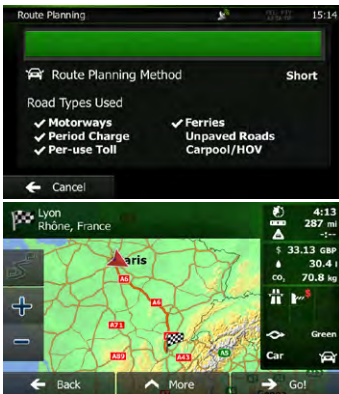 Route Planning
15:14
Route Planning Method
Short
Road Types Used
Motorways
Ferries
Period Charge
Unpaved Roads
Per-use Toll
Carpool/HOV
Cancel
Lyon
Rhône, France
4:13
287 mi
-:--
$ 33.13 GBP
30.4 l
CO₂ 70.8 kg
aris
A6
A6
A71
A89
A43
A5
$
Green
Car
Back
More
Go!